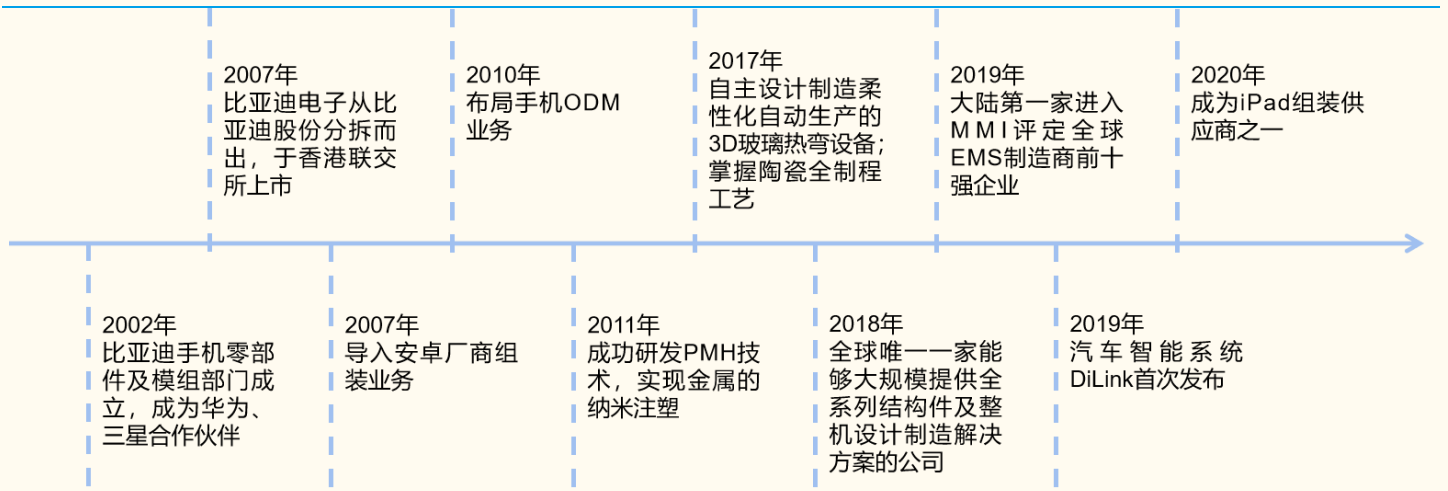 2007年
比亚迪电子从比
亚迪股份分拆而
出，于香港联交
所上市
2010年
布局手机ODM
业务
2017年
自主设计制造柔
性化自动生产的
3D玻璃热弯设备；
掌握陶瓷全制程
工艺
2019年
大陆第一家进入
MMI评定全球
EMS制造商前十
强企业
2020年
成为iPad组装供
应商之一
2002年
比亚迪手机零部
件及模组部门成
立，成为华为、
三星合作伙伴
2007年
导入安卓厂商组
装业务
2011年
成功研发PMH技
术，实现金属的
纳米注塑
2018年
全球唯一一家能
够大规模提供全
系列结构件及整
机设计制造解决
方案的公司
2019年
汽车智能系统
DiLink首次发布